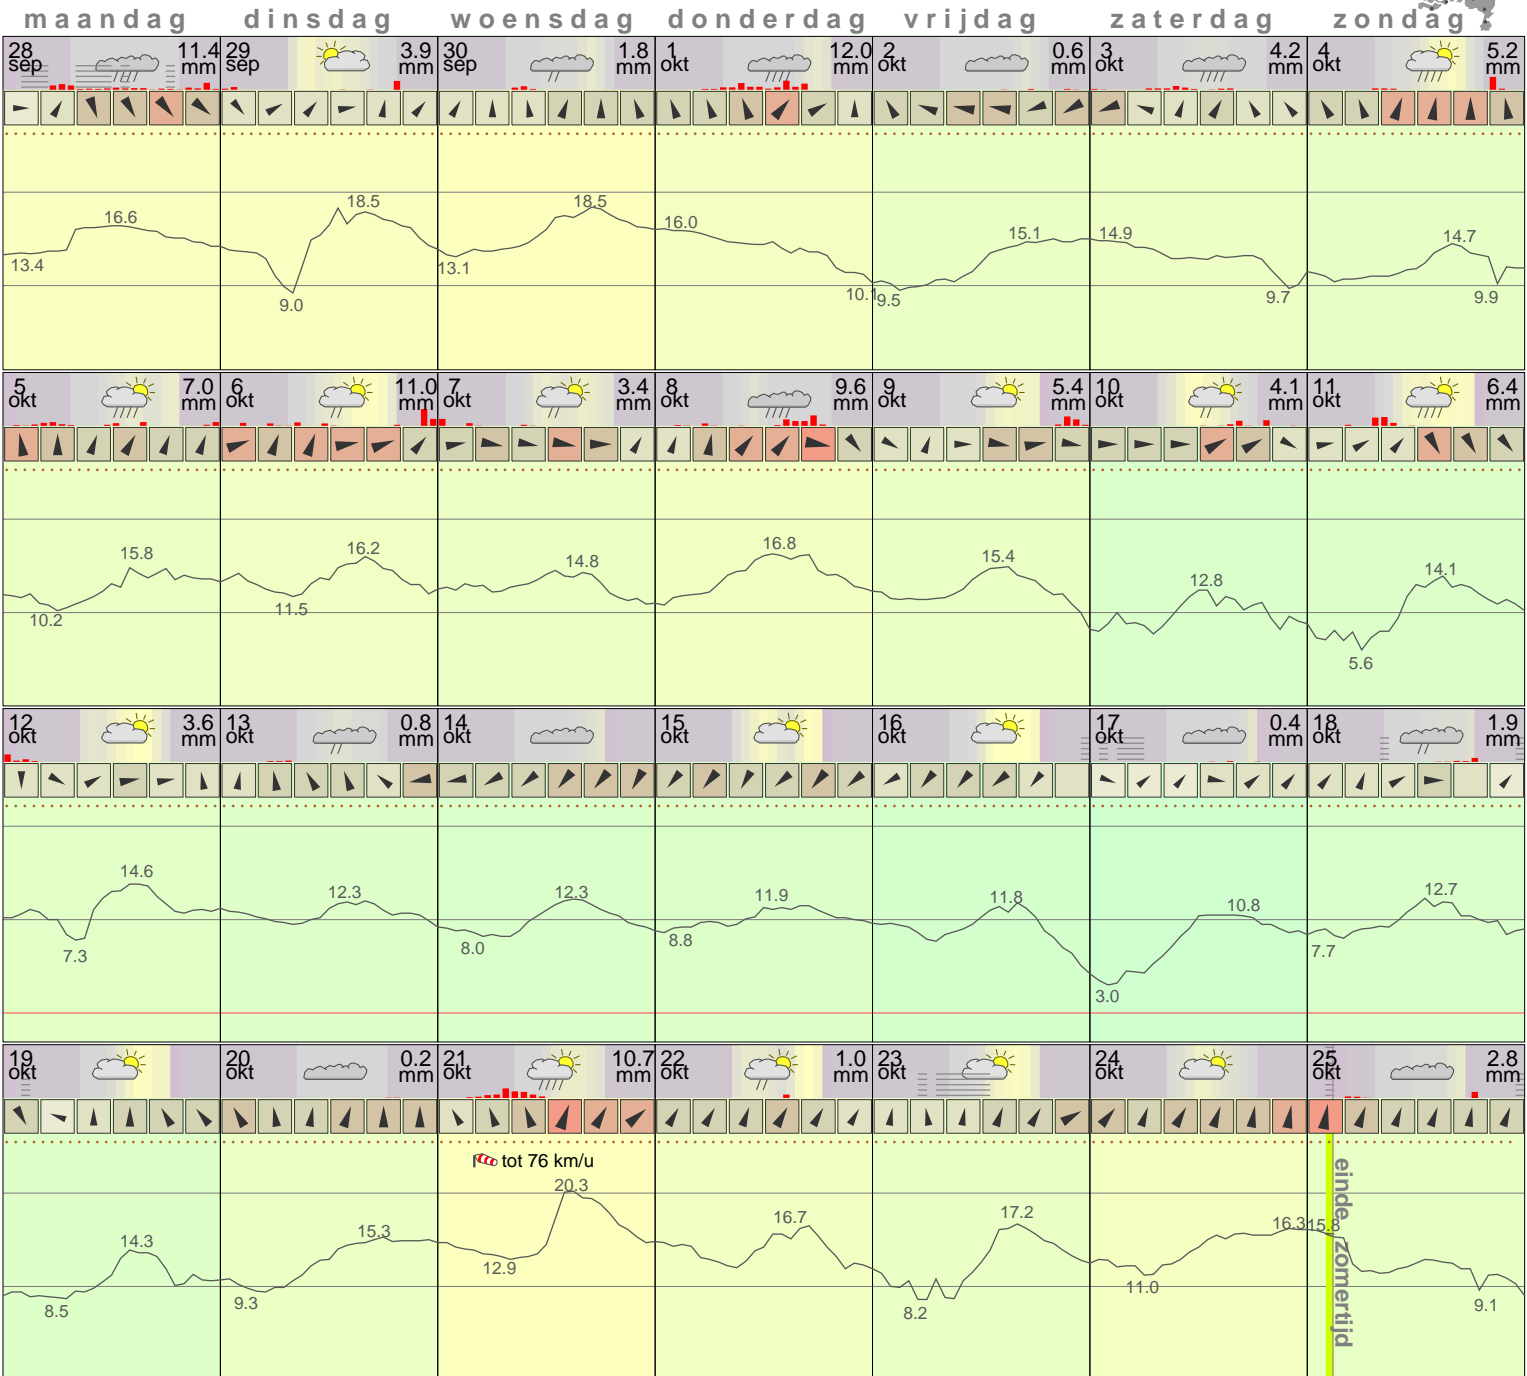 maandag dinsdag woensdag donderdag vrijdag zaterdag zondag
28 sep 11.4 mm 29 sep 3.9 mm 30 sep 1.8 mm 1 okt 12.0 mm 2 okt 0.6 mm 3 okt 4.2 mm 4 okt 5.2 mm
16.6 18.5 18.5 16.0 15.1 14.9 14.7
13.4 9.0 13.1 10.1 9.5 9.7 9.9
5 okt 7.0 mm 6 okt 11.0 mm 7 okt 3.4 mm 8 okt 9.6 mm 9 okt 5.4 mm 10 okt 4.1 mm 11 okt 6.4 mm
15.8 16.2 14.8 16.8 15.4 12.8 14.1
10.2 11.5 5.6
12 okt 3.6 mm 13 okt 0.8 mm 14 okt 15 okt 16 okt 17 okt 0.4 mm 18 okt 1.9 mm
14.6 12.3 12.3 11.9 11.8 10.8 12.7
7.3 8.0 8.8 3.0 7.7
19 okt 20 okt 0.2 mm 21 okt 10.7 mm 22 okt 1.0 mm 23 okt 24 okt 25 okt 2.8 mm
tot 76 km/u
14.3 15.3 20.3 16.7 17.2 16.3 15.8
8.5 9.3 12.9 8.2 11.0 9.1
einde zomertijd